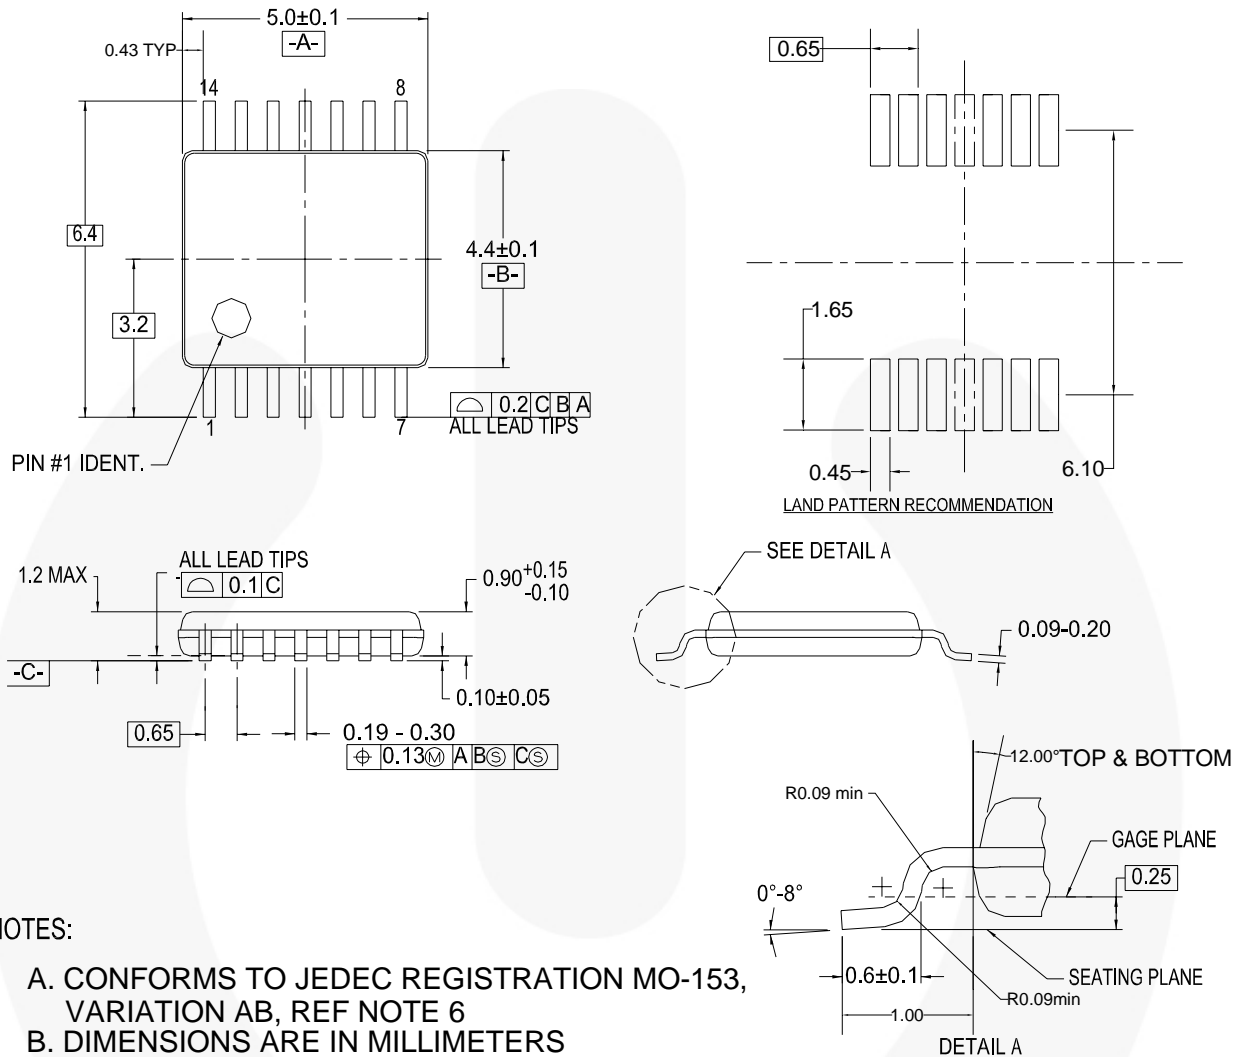 5.0±0.1
-A-
0.43 TYP
14
8
6.4
3.2
4.4±0.1
-B-
1
7
0.2 C B A
ALL LEAD TIPS
PIN #1 IDENT.
0.65
1.65
0.45
6.10
LAND PATTERN RECOMMENDATION
ALL LEAD TIPS
0.1 C
1.2 MAX
0.90 +0.15
-0.10
-C-
0.10±0.05
0.65
0.19 - 0.30
⌖ 0.13Ⓜ A BⓈ CⓈ
SEE DETAIL A
0.09-0.20
12.00° TOP & BOTTOM
R0.09 min
GAGE PLANE
0.25
0°-8°
0.6±0.1
SEATING PLANE
R0.09min
1.00
DETAIL A
NOTES:
A. CONFORMS TO JEDEC REGISTRATION MO-153,
VARIATION AB, REF NOTE 6
B. DIMENSIONS ARE IN MILLIMETERS